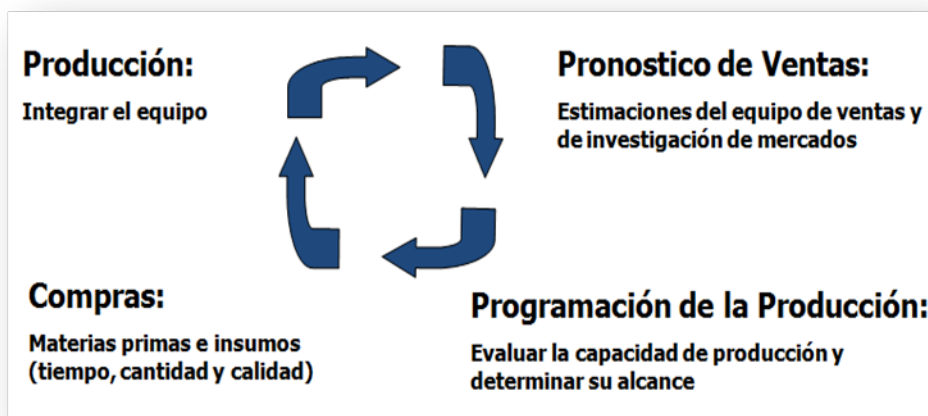 Producción:
Integrar el equipo
Pronostico de Ventas:
Estimaciones del equipo de ventas y
de investigación de mercados
Compras:
Materias primas e insumos
(tiempo, cantidad y calidad)
Programación de la Producción:
Evaluar la capacidad de producción y
determinar su alcance